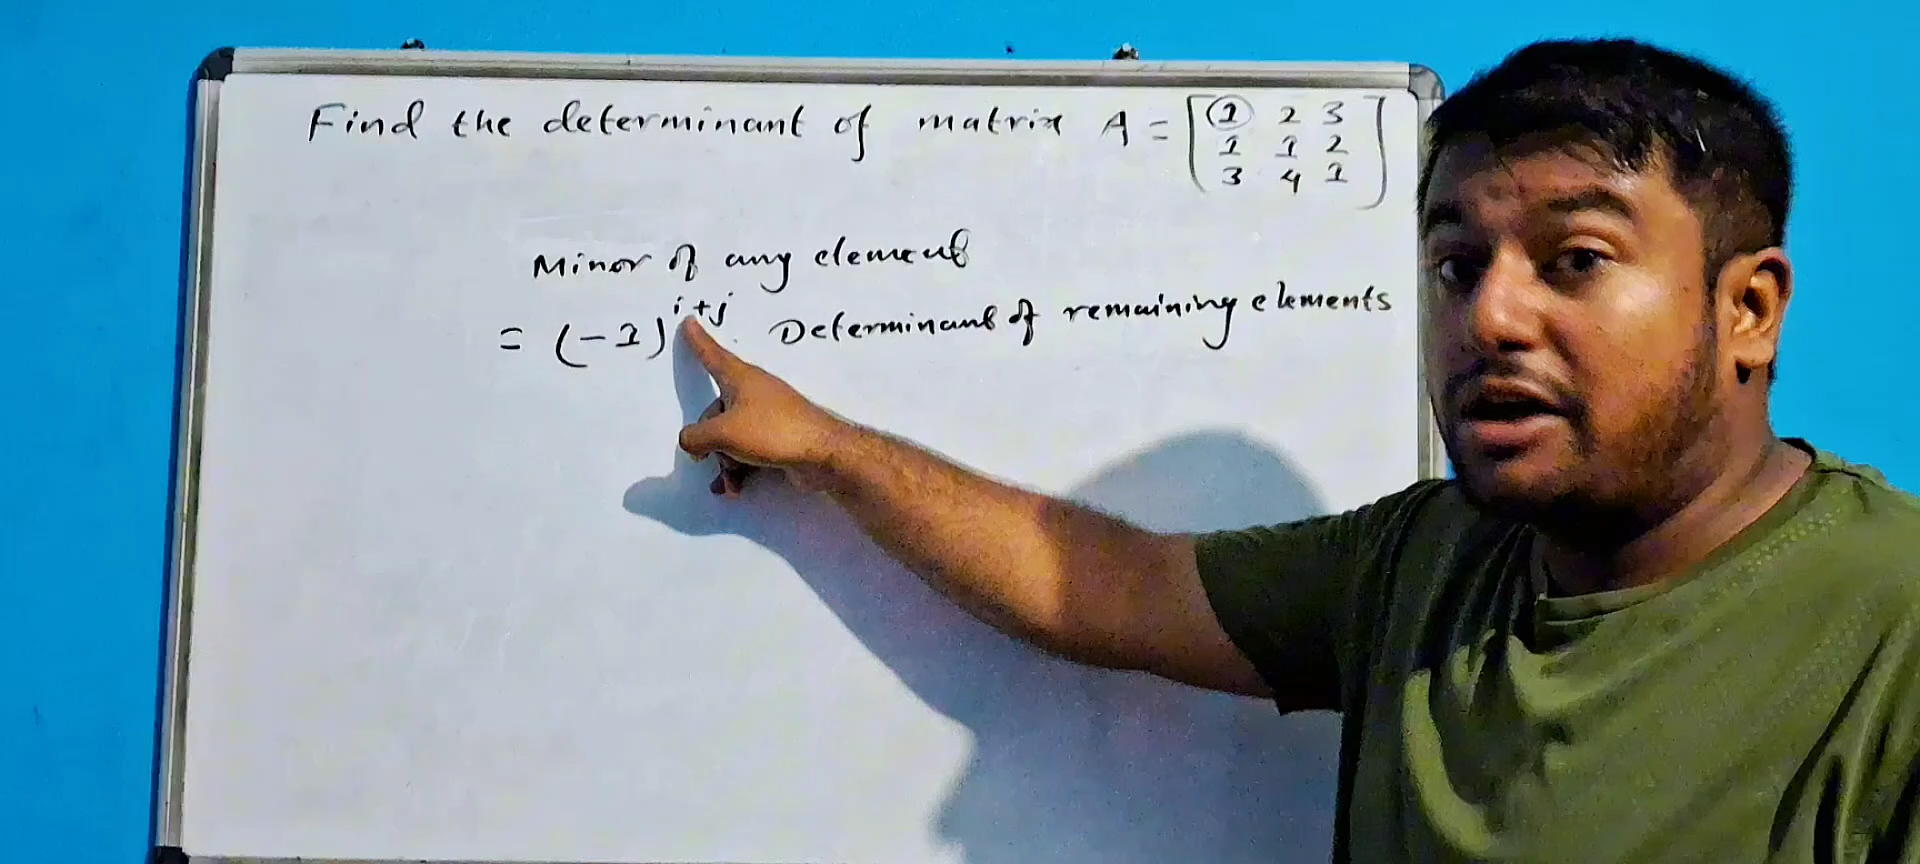 Find the determinant of matrix A = [1 2 3
1 1 2
3 4 1]
Minor of any element
= (-1)^{i+j}. Determinant of remaining elements